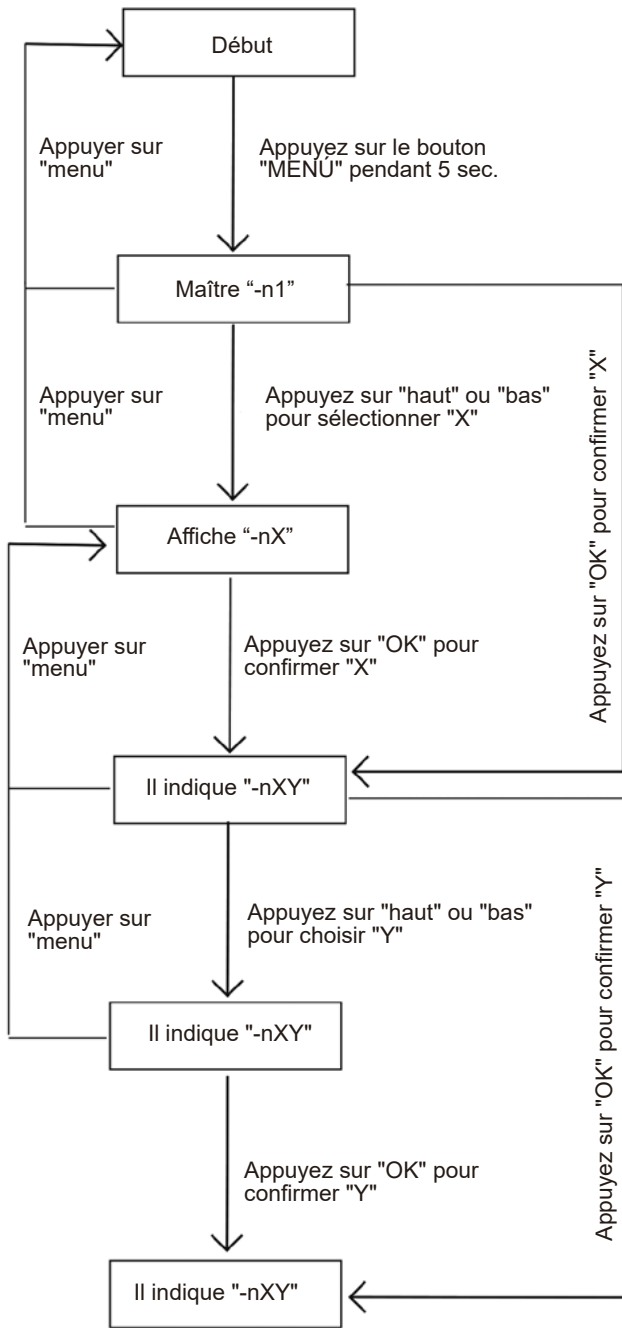 Début
Appuyer sur
"menu"
Appuyez sur le bouton
"MENÚ" pendant 5 sec.
Maître “-n1”
Appuyer sur
"menu"
Appuyez sur "haut" ou "bas"
pour sélectionner "X"
Appuyez sur "OK" pour confirmer "X"
Affiche “-nX”
Appuyer sur
"menu"
Appuyez sur "OK" pour
confirmer "X"
Il indique "-nXY"
Appuyer sur
"menu"
Appuyez sur "haut" ou "bas"
pour choisir "Y"
Appuyez sur "OK" pour confirmer "Y"
Il indique "-nXY"
Appuyez sur "OK" pour
confirmer "Y"
Il indique "-nXY"